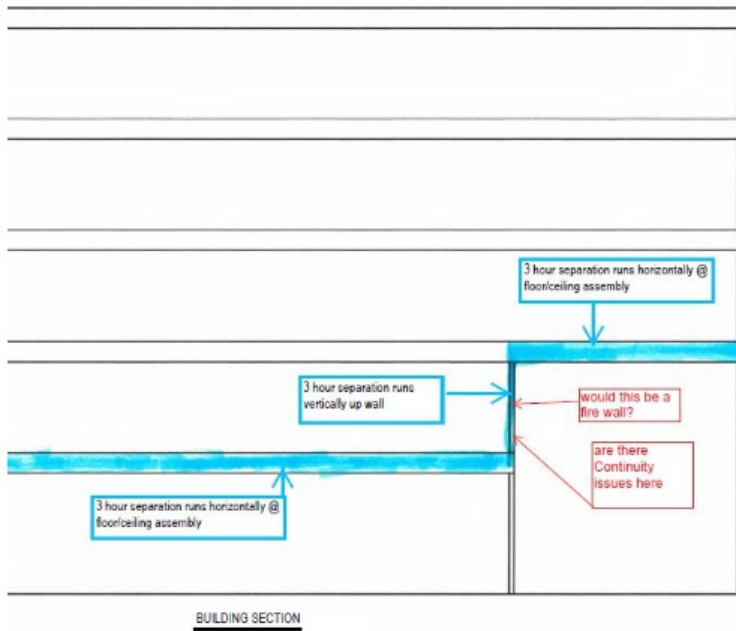 3 hour separation runs horizontally @
floor/ceiling assembly
3 hour separation runs
vertically up wall
would this be a
fire wall?
are there
Continuity
issues here
3 hour separation runs horizontally @
floor/ceiling assembly
BUILDING SECTION